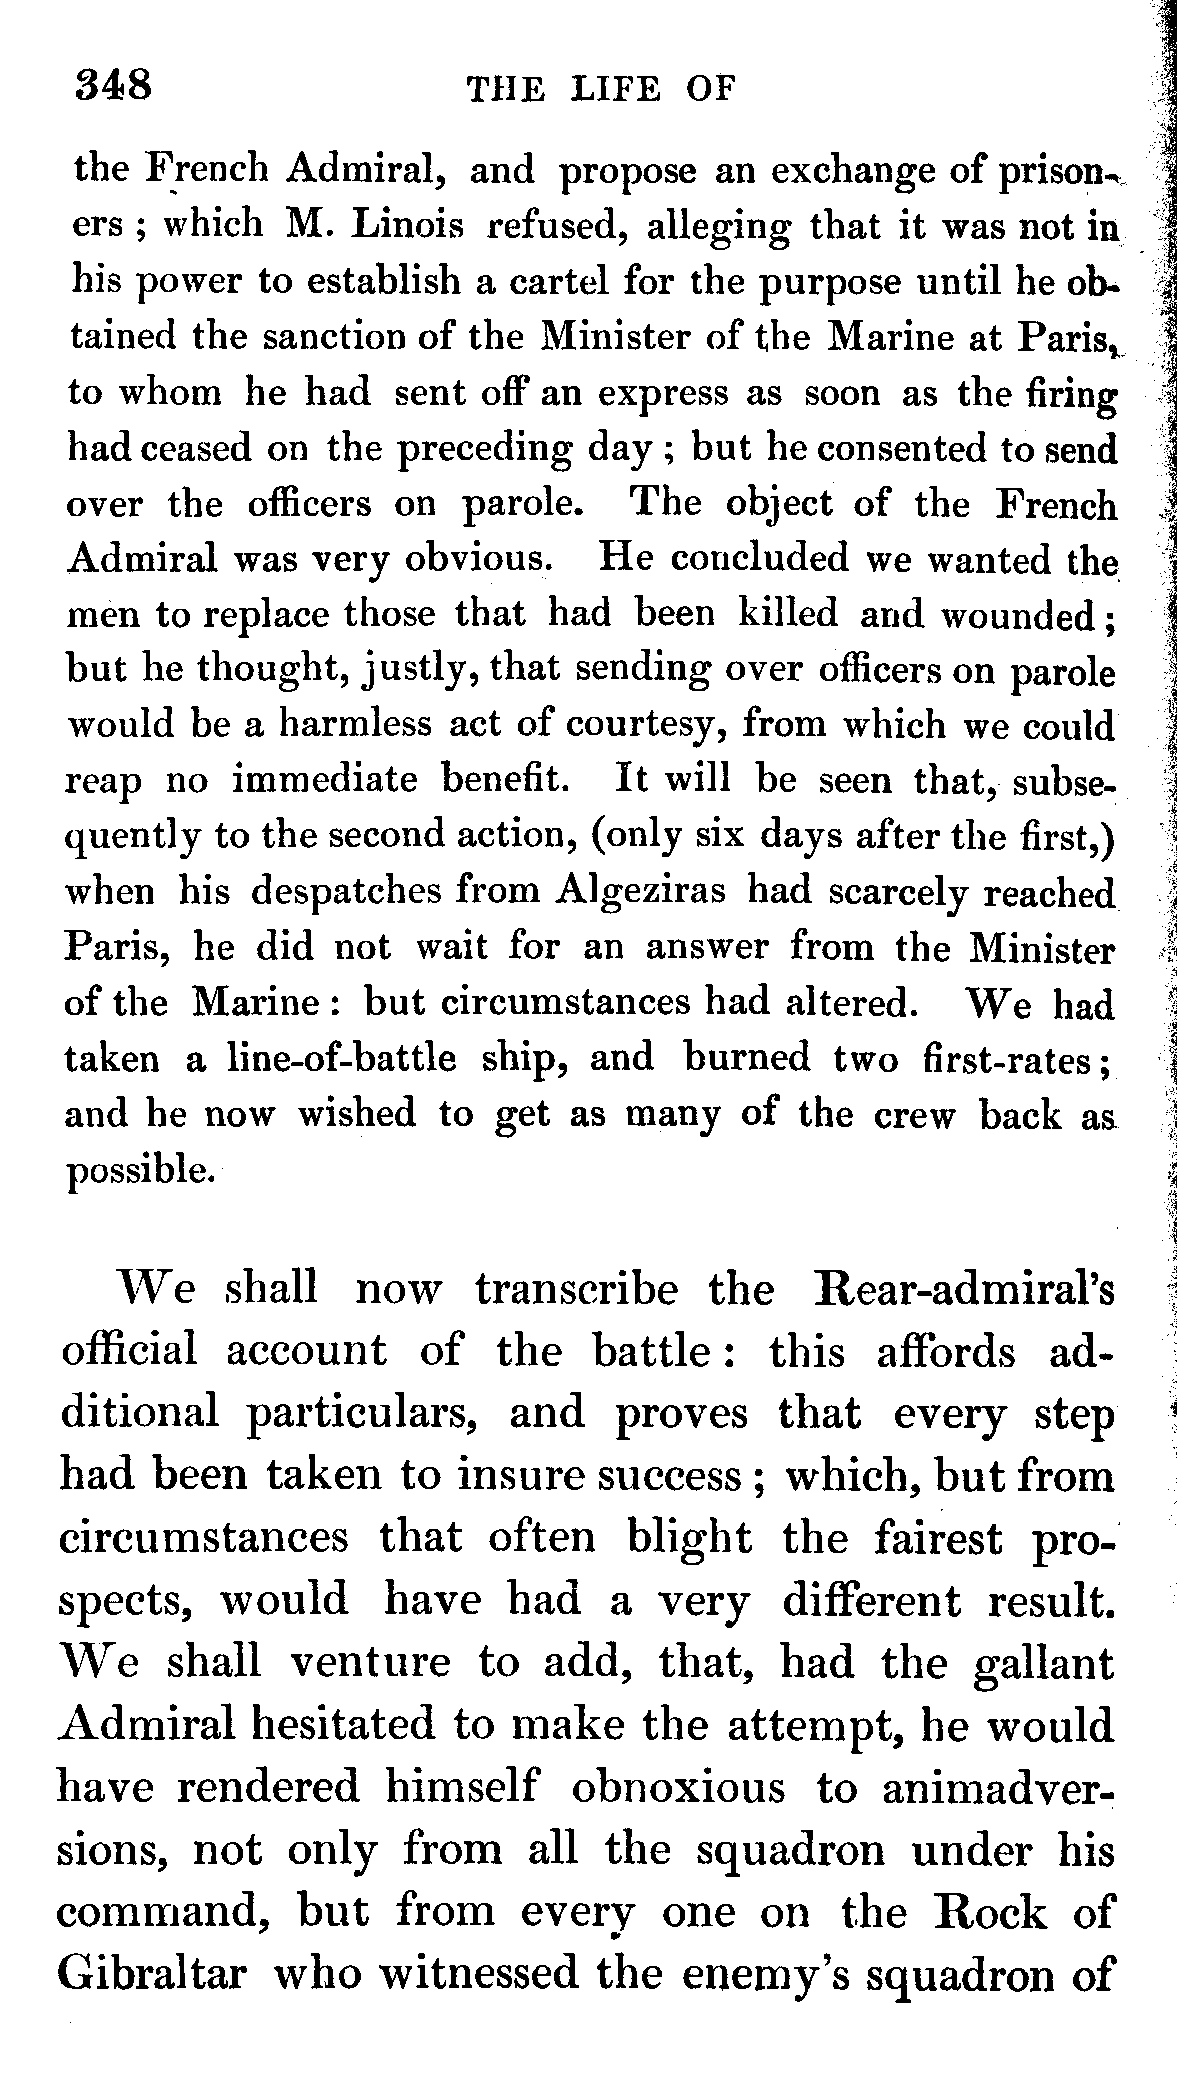 348 THE LIFE OF
the French Admiral, and propose an exchange of prison-
ers ; which M. Linois refused, alleging that it was not in
his power to establish a cartel for the purpose until he ob-
tained the sanction of the Minister of the Marine at Paris,
to whom he had sent off an express as soon as the firing
had ceased on the preceding day ; but he consented to send
over the officers on parole. The object of the French
Admiral was very obvious. He concluded we wanted the
men to replace those that had been killed and wounded ;
but he thought, justly, that sending over officers on parole
would be a harmless act of courtesy, from which we could
reap no immediate benefit. It will be seen that, subse-
quently to the second action, (only six days after the first,)
when his despatches from Algeziras had scarcely reached
Paris, he did not wait for an answer from the Minister
of the Marine : but circumstances had altered. We had
taken a line-of-battle ship, and burned two first-rates ;
and he now wished to get as many of the crew back as
possible.
We shall now transcribe the Rear-admiral's
official account of the battle : this affords ad-
ditional particulars, and proves that every step
had been taken to insure success ; which, but from
circumstances that often blight the fairest pro-
spects, would have had a very different result.
We shall venture to add, that, had the gallant
Admiral hesitated to make the attempt, he would
have rendered himself obnoxious to animadver-
sions, not only from all the squadron under his
command, but from every one on the Rock of
Gibraltar who witnessed the enemy's squadron of